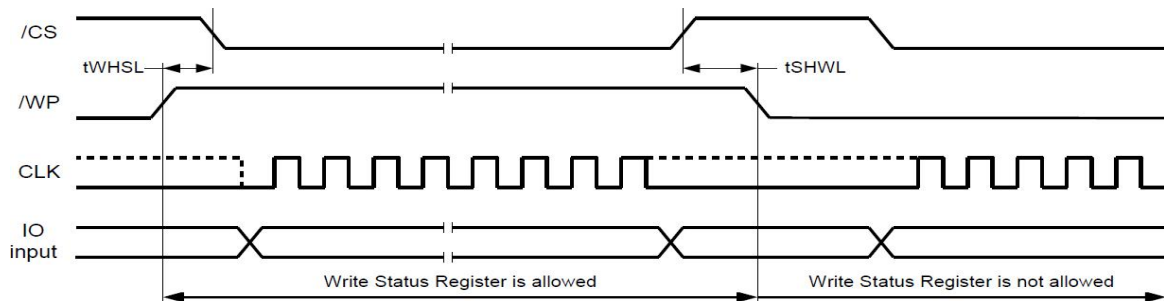 /CS
tWHSL
tSHWL
/WP
CLK
IO
input
Write Status Register is allowed
Write Status Register is not allowed